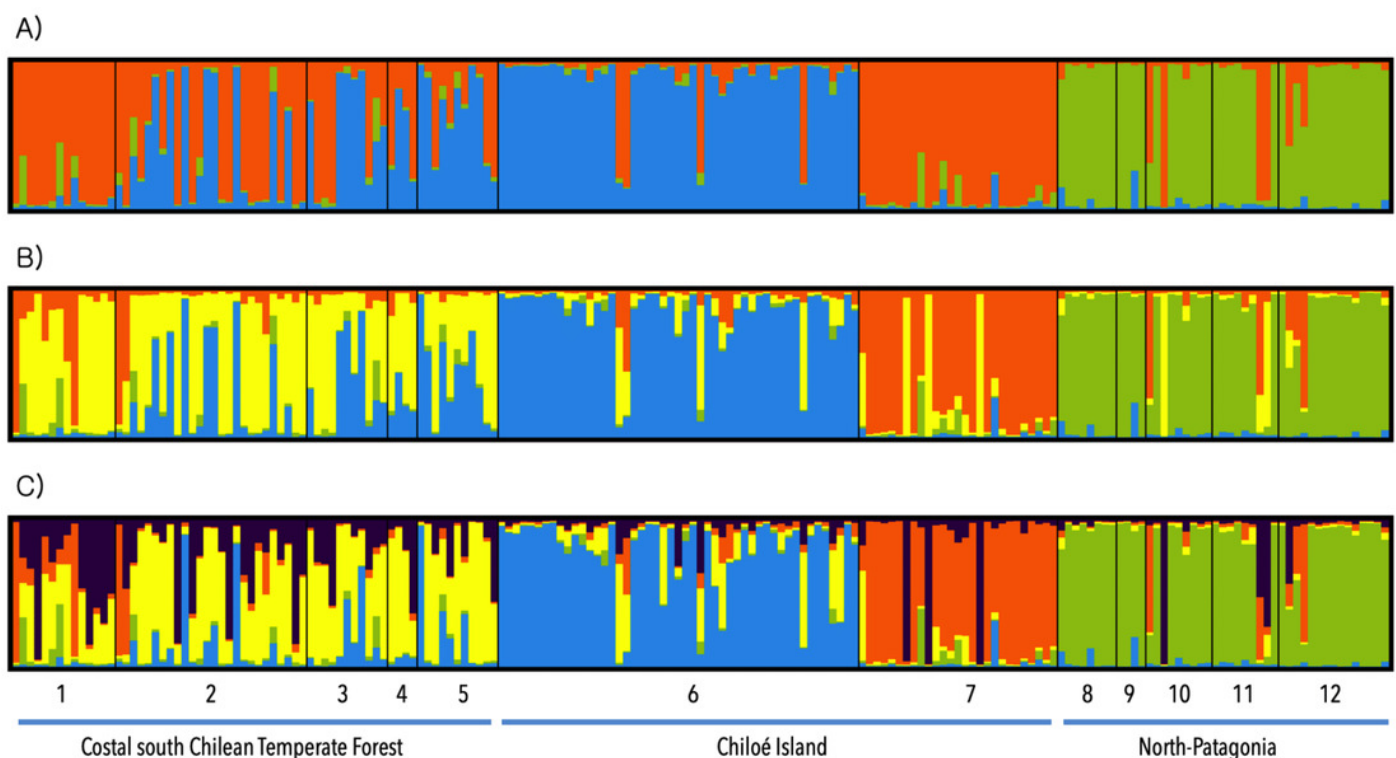 A)
B)
C)
1 2 3 4 5 6 7 8 9 10 11 12
Costal south Chilean Temperate Forest Chiloé Island North-Patagonia